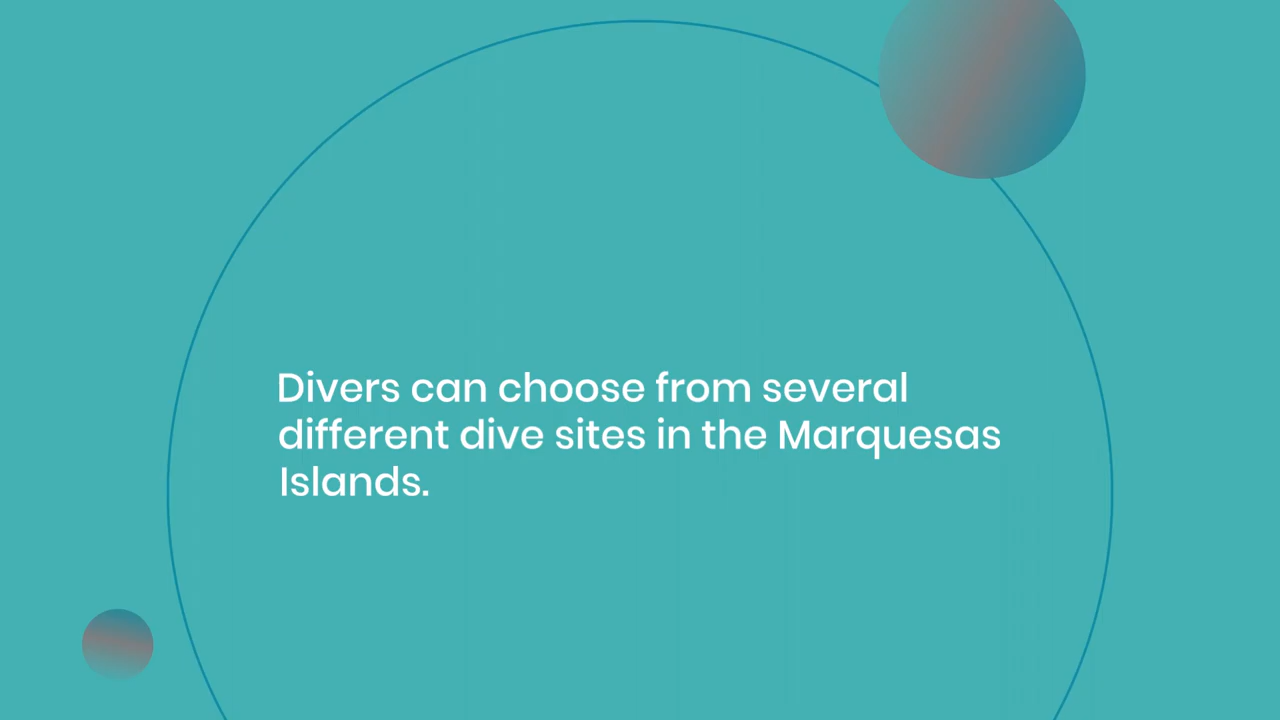 Divers can choose from several
different dive sites in the Marquesas
Islands.